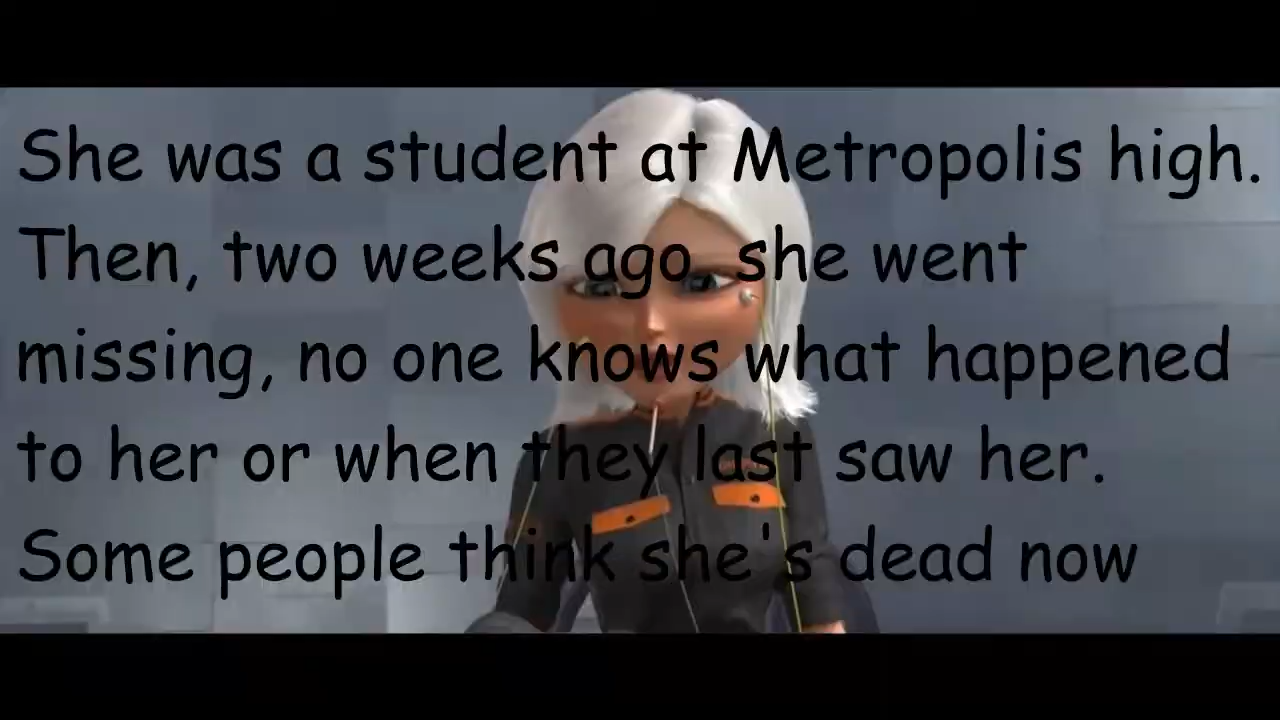 She was a student at Metropolis high.
Then, two weeks ago, she went
missing, no one knows what happened
to her or when they last saw her.
Some people think she's dead now